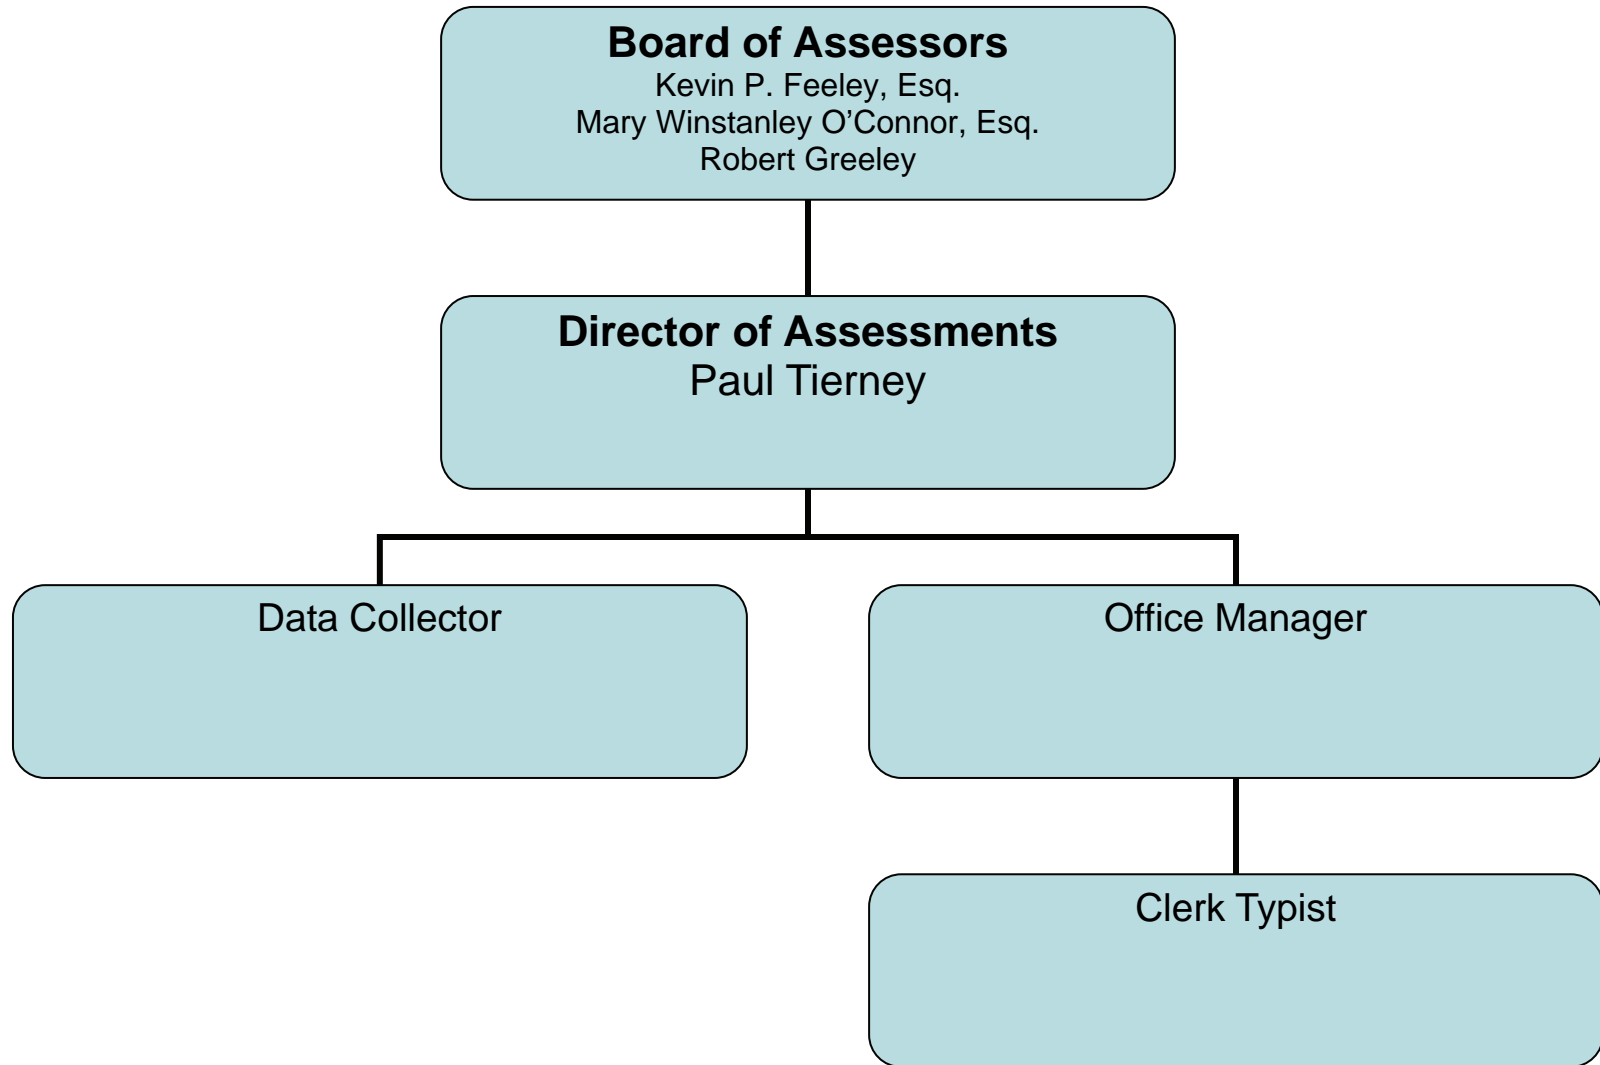 Board of Assessors
Kevin P. Feeley, Esq.
Mary Winstanley O’Connor, Esq.
Robert Greeley
Director of Assessments
Paul Tierney
Data Collector
Office Manager
Clerk Typist